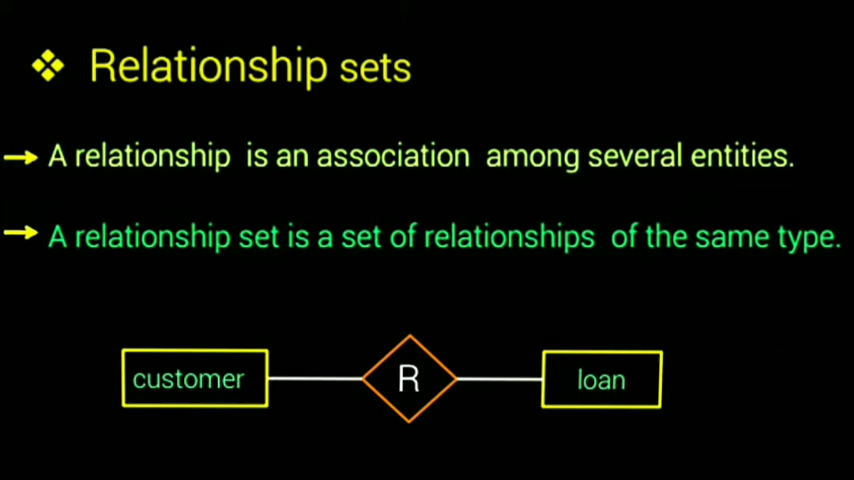 Relationship sets
A relationship is an association among several entities.
A relationship set is a set of relationships of the same type.
customer R loan